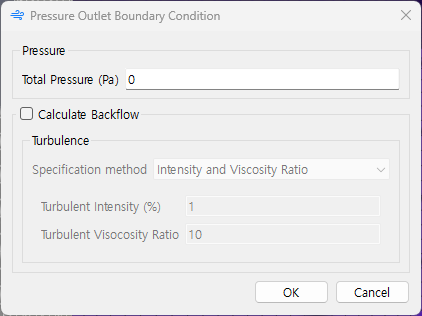 Pressure Outlet Boundary Condition
Pressure
Total Pressure (Pa) 0
Calculate Backflow
Turbulence
Specification method Intensity and Viscosity Ratio
Turbulent Intensity (%) 1
Turbulent Visocosity Ratio 10
OK Cancel